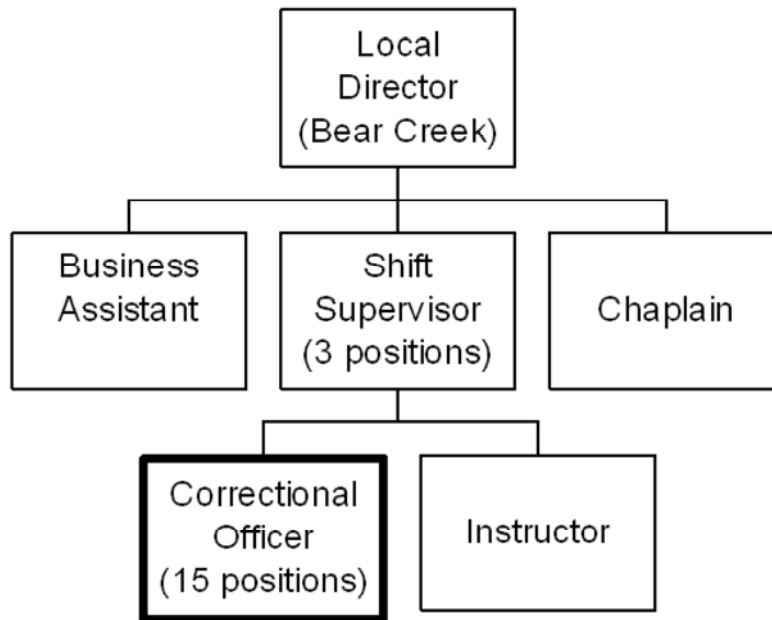 Local
Director
(Bear Creek)
Business
Assistant
Shift
Supervisor
(3 positions)
Chaplain
Correctional
Officer
(15 positions)
Instructor